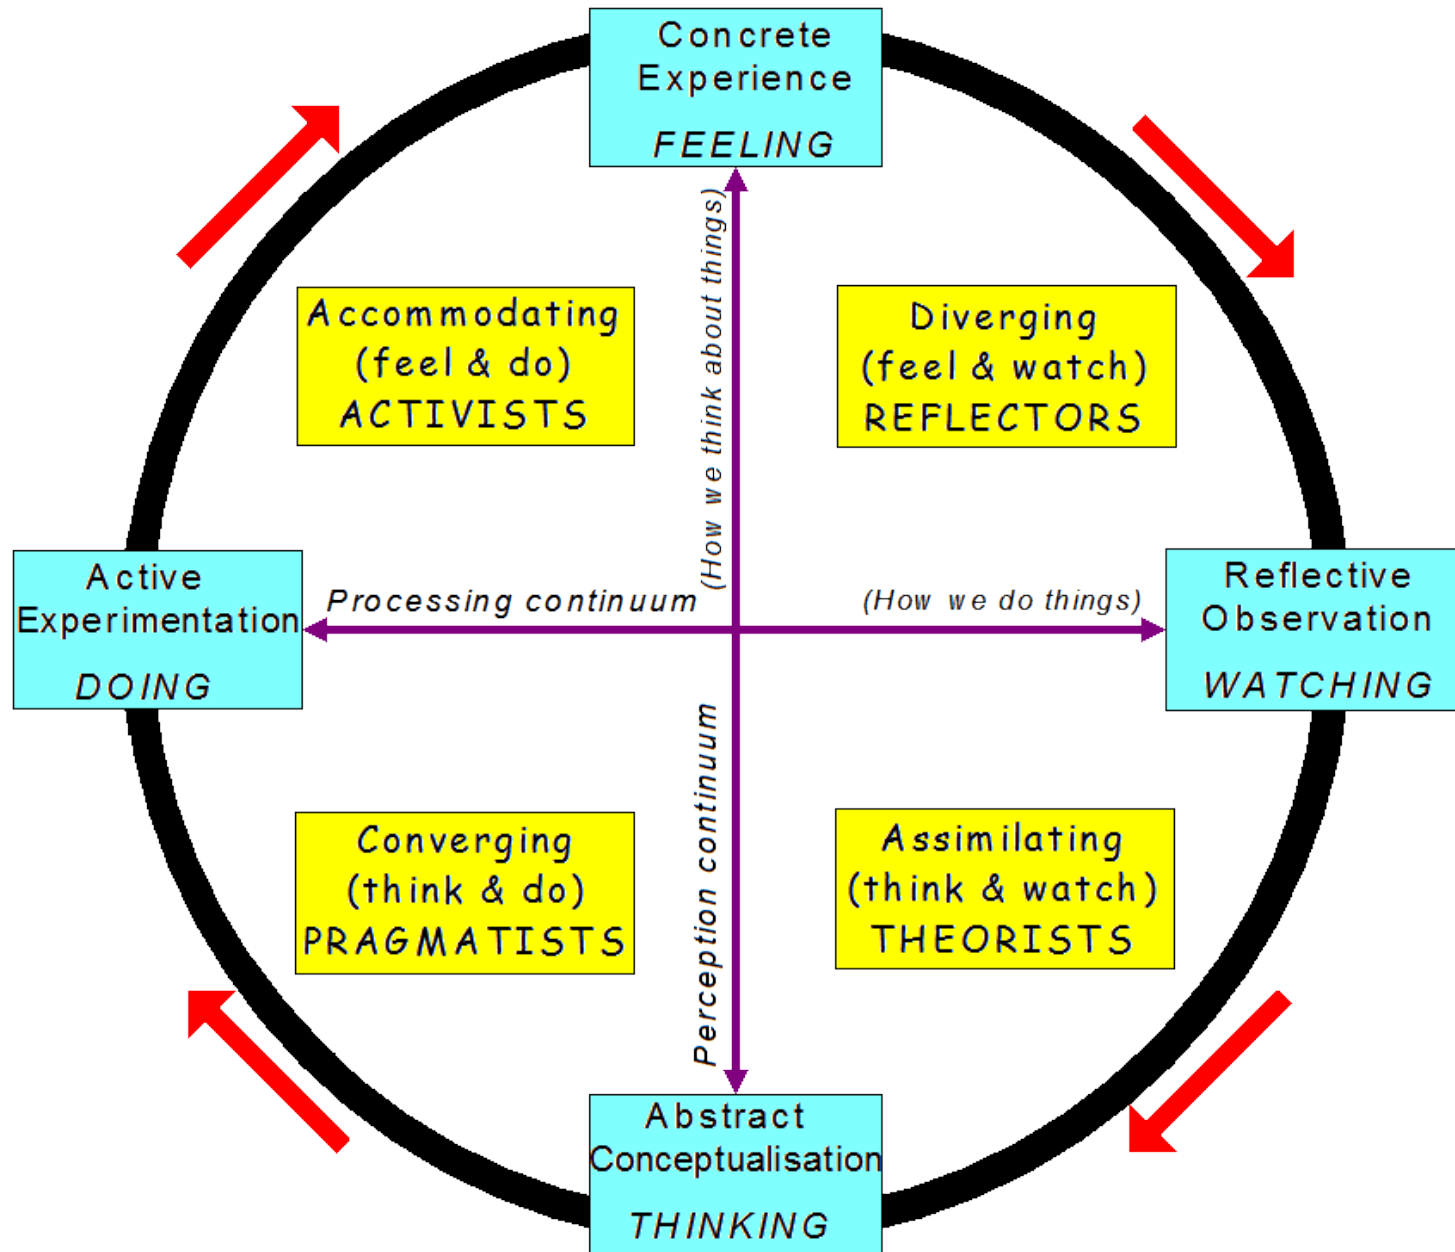 Concrete
Experience
FEELING
(How we think about things)
Accommodating
(feel & do)
ACTIVISTS
Diverging
(feel & watch)
REFLECTORS
Active
Experimentation
DOING
Processing continuum
(How we do things)
Reflective
Observation
WATCHING
Perception continuum
Converging
(think & do)
PRAGMATISTS
Assimilating
(think & watch)
THEORISTS
Abstract
Conceptualisation
THINKING